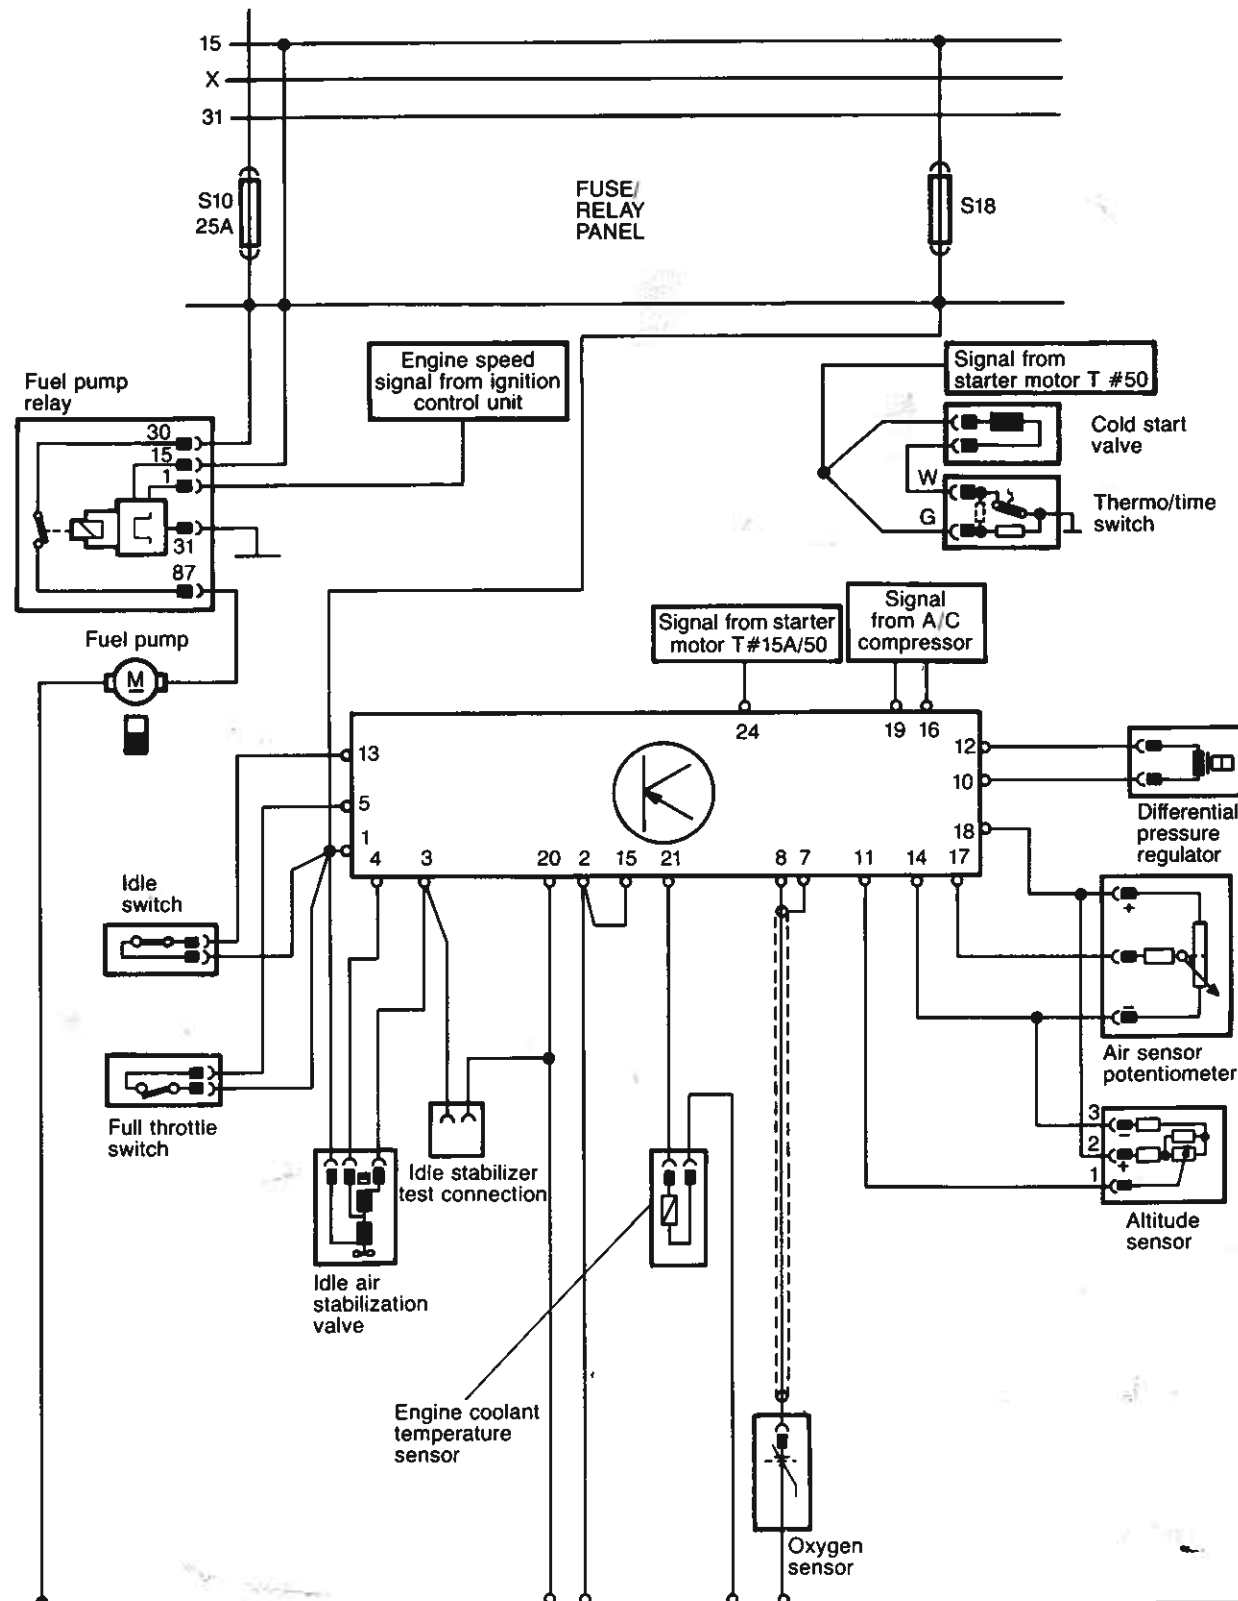 15
X
31
S10
25A
FUSE/
RELAY
PANEL
S18
Fuel pump
relay
30
15
1
31
87
Engine speed
signal from ignition
control unit
Signal from
starter motor T #50
Cold start
valve
W
G
Thermo/time
switch
Fuel pump
M
Signal from starter
motor T#15A/50
Signal
from A/C
compressor
24
19
16
13
5
1
4
3
20
2
15
21
8
7
11
14
17
12
10
18
Differential
pressure
regulator
Idle
switch
+
−
Air sensor
potentiometer
Full throttle
switch
Idle stabilizer
test connection
3
−
2
+
1
Altitude
sensor
Idle air
stabilization
valve
Engine coolant
temperature
sensor
Oxygen
sensor